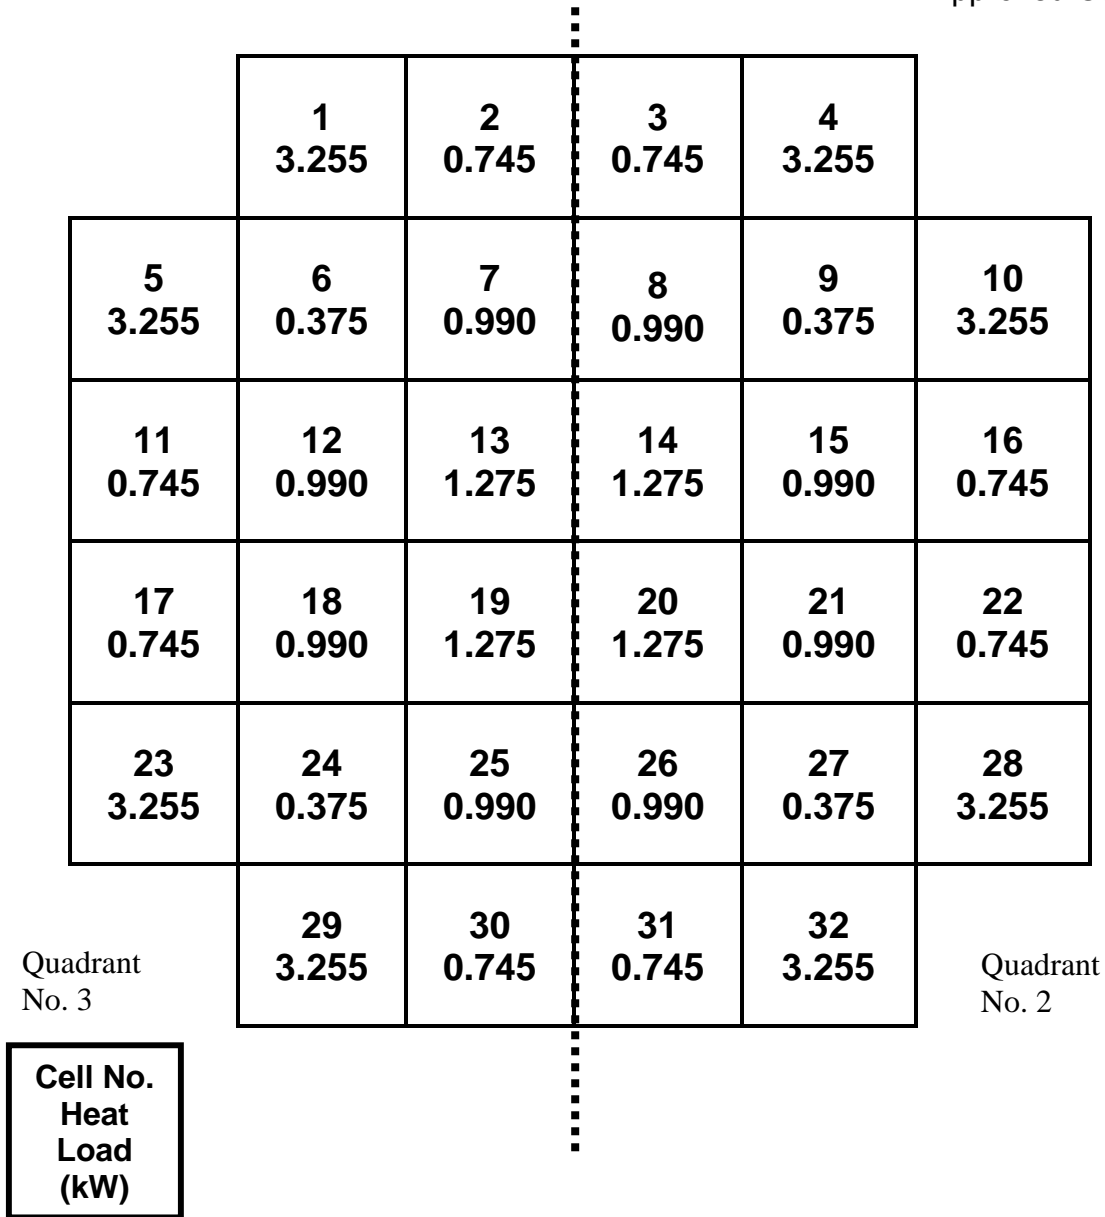 1 2 3 4
3.255 0.745 0.745 3.255
5 6 7 8 9 10
3.255 0.375 0.990 0.990 0.375 3.255
11 12 13 14 15 16
0.745 0.990 1.275 1.275 0.990 0.745
17 18 19 20 21 22
0.745 0.990 1.275 1.275 0.990 0.745
23 24 25 26 27 28
3.255 0.375 0.990 0.990 0.375 3.255
29 30 31 32
3.255 0.745 0.745 3.255
Quadrant
No. 3
Quadrant
No. 2
Cell No.
Heat
Load
(kW)